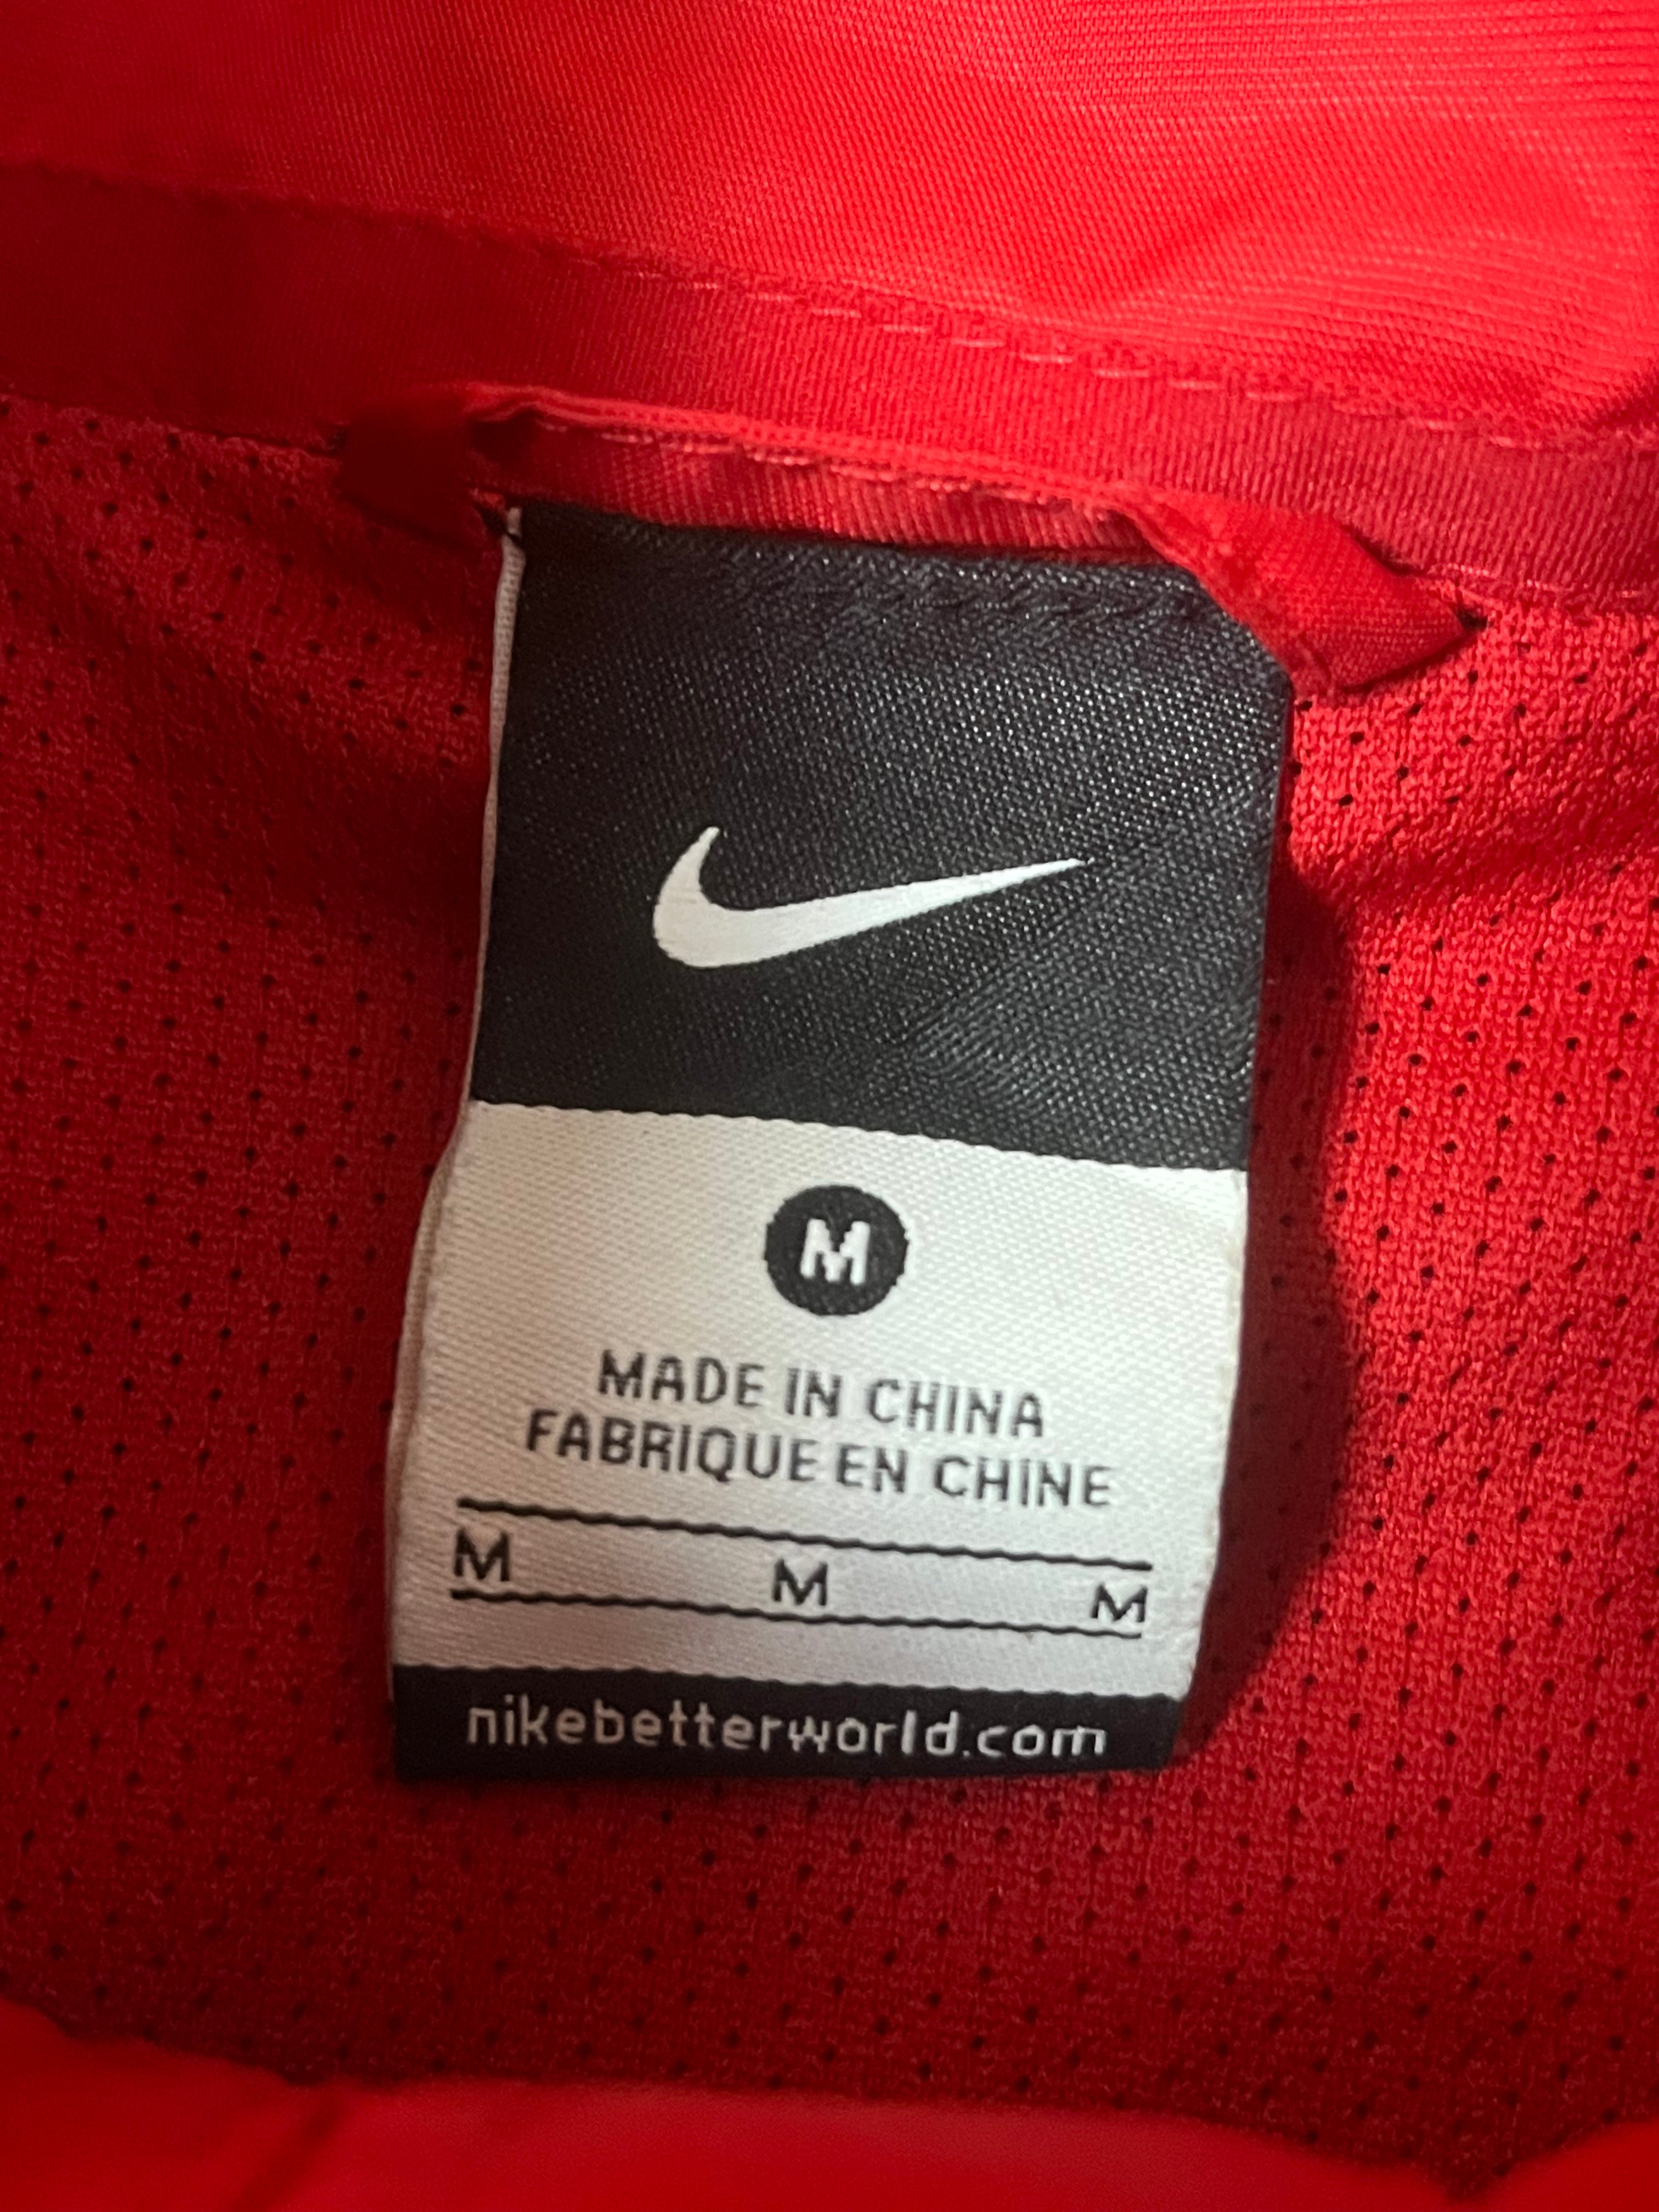 M
MADE IN CHINA
FABRIQUE EN CHINE
M M M
nikebetterworld.com